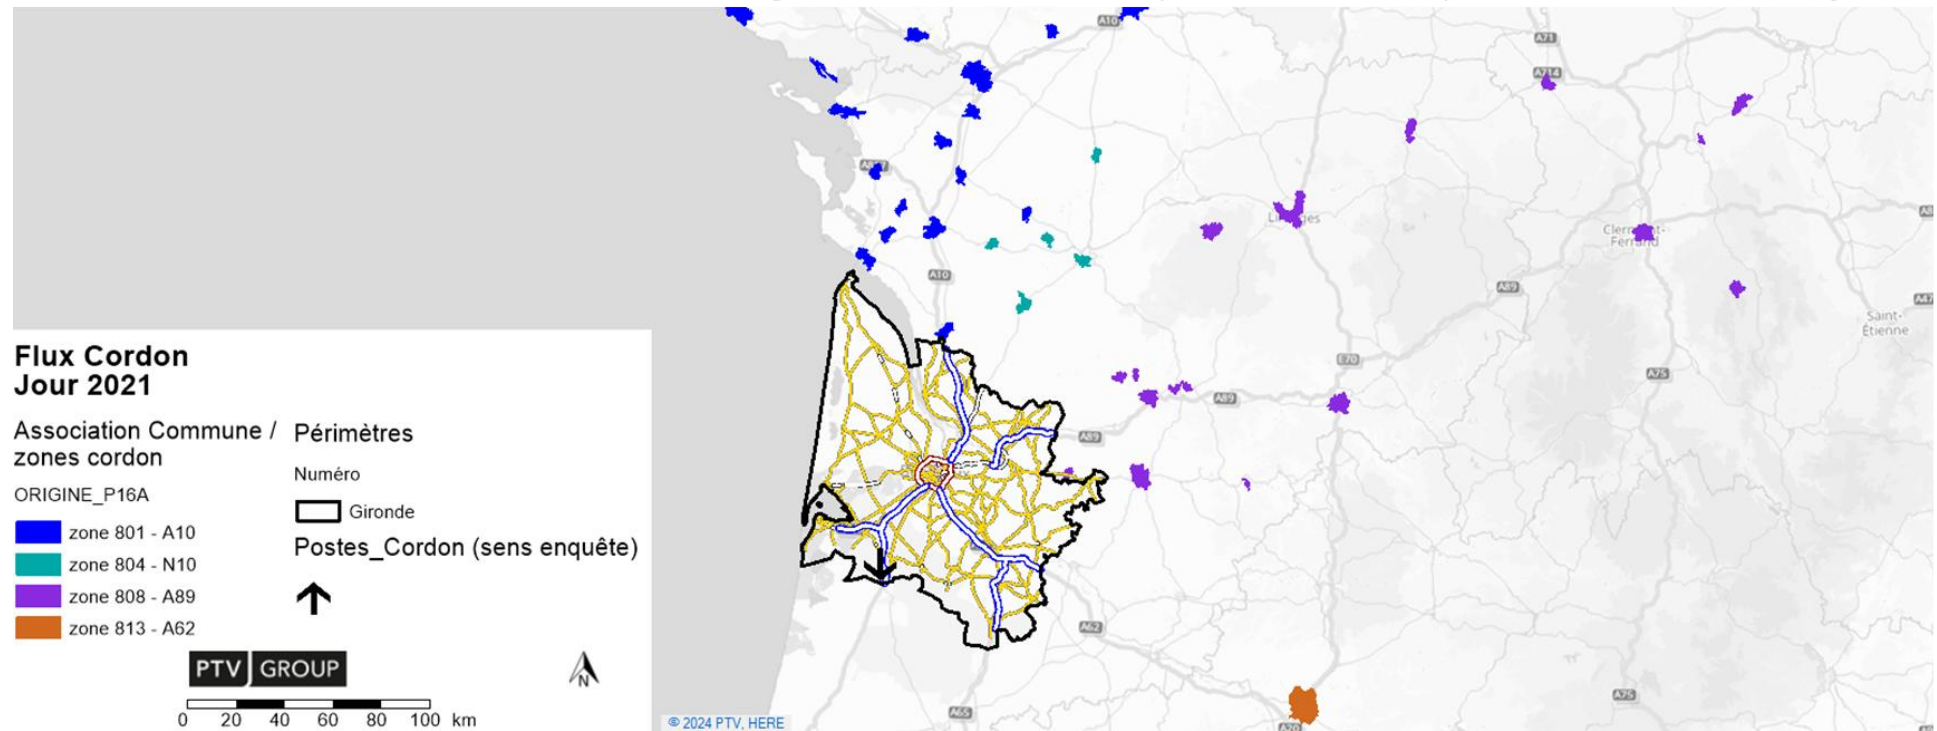 Flux Cordon
Jour 2021
Association Commune /
zones cordon
ORIGINE_P16A
zone 801 - A10
zone 804 - N10
zone 808 - A89
zone 813 - A62
Périmètres
Numéro
Gironde
Postes_Cordon (sens enquête)
PTV GROUP
N
0 20 40 60 80 100 km
© 2024 PTV, HERE
A10
A71
A714
A10
A89
E70
A89
A75
A89
A47
Saint-
Étienne
A62
A65
A75